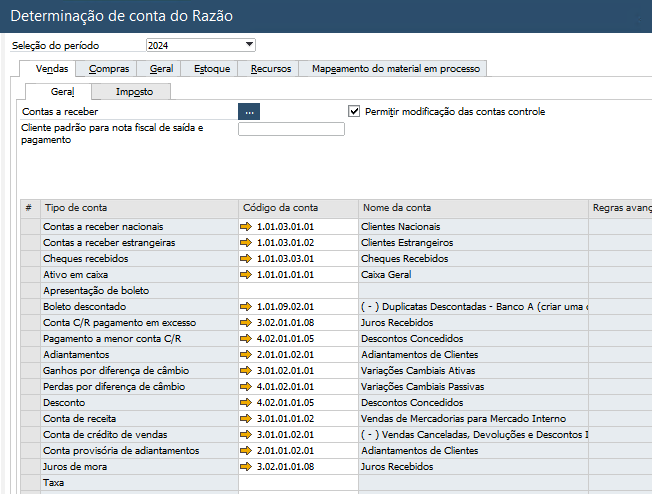 Determinação de conta do Razão
Seleção do período 2024
Vendas Compras Geral Estoque Recursos Mapeamento do material em processo
Geral Imposto
Contas a receber ... Permitir modificação das contas controle
Cliente padrão para nota fiscal de saída e
pagamento
# Tipo de conta Código da conta Nome da conta Regras avanç
Contas a receber nacionais 1.01.03.01.01 Clientes Nacionais
Contas a receber estrangeiras 1.01.03.01.02 Clientes Estrangeiros
Cheques recebidos 1.01.03.03.01 Cheques Recebidos
Ativo em caixa 1.01.01.01.01 Caixa Geral
Apresentação de boleto
Boleto descontado 1.01.09.02.01 ( - ) Duplicatas Descontadas - Banco A (criar uma c
Conta C/R pagamento em excesso 3.02.01.01.08 Juros Recebidos
Pagamento a menor conta C/R 4.02.01.01.05 Descontos Concedidos
Adiantamentos 2.01.01.02.01 Adiantamentos de Clientes
Ganhos por diferença de câmbio 3.01.02.01.01 Variações Cambiais Ativas
Perdas por diferença de câmbio 4.01.02.01.01 Variações Cambiais Passivas
Desconto 4.02.01.01.05 Descontos Concedidos
Conta de receita 3.01.01.01.02 Vendas de Mercadorias para Mercado Interno
Conta de crédito de vendas 3.01.01.02.01 ( - ) Vendas Canceladas, Devoluções e Descontos I
Conta provisória de adiantamentos 2.01.01.02.01 Adiantamentos de Clientes
Juros de mora 3.02.01.01.08 Juros Recebidos
Taxa